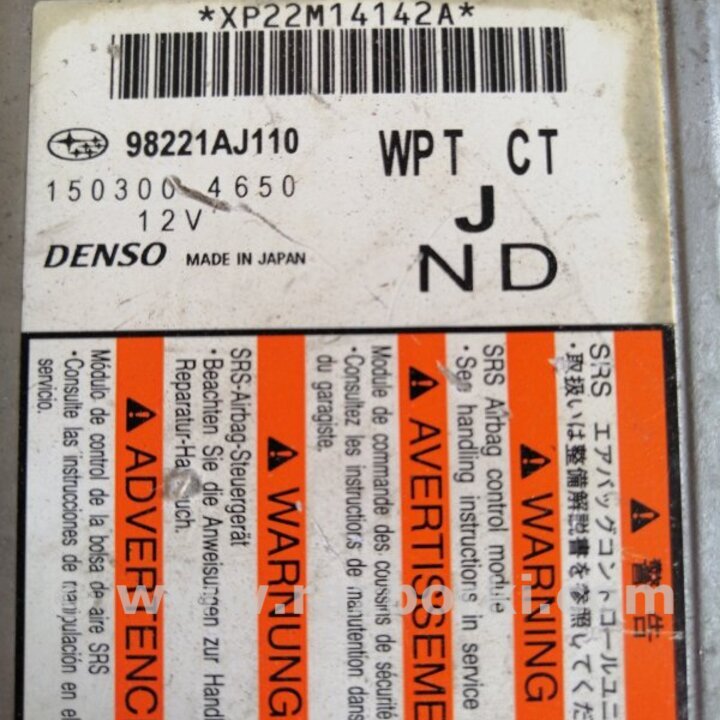 *XP22M14142A*
98221AJ110
WPT CT
150300 4650
J
12V
DENSO MADE IN JAPAN
ND
警告
SRS エアバッグコントロールユニ
・取扱いは整備解説書を参照してくだ
WARNING
SRS Airbag control module
・See handling instructions in service
AVERTISSEME
Module de commande des coussins de sécurité
・Consultez les instructions de manutention dans
du garagiste.
WARNUNG
SRS-Airbag-Steuergerät
・Beachten Sie die Anweisungen zur Handl
Reparatur-Ha uch.
ADVERTENC
Módulo de control de la bolsa de aire SRS
・Consulte las instrucciones de manipulación en el
servicio.